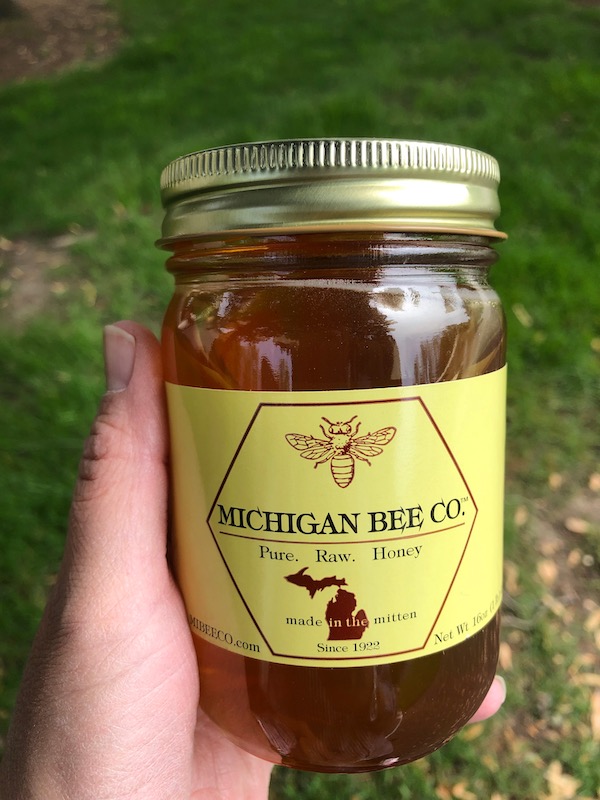 MICHIGAN BEE CO.™
Pure. Raw. Honey
made in the mitten
Since 1922
MIBEECO.com
Net Wt. 16oz